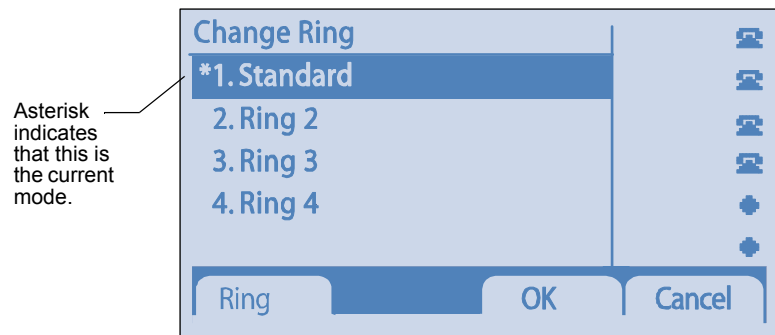 Change Ring
*1. Standard
2. Ring 2
3. Ring 3
4. Ring 4
Ring OK Cancel
Asterisk
indicates
that this is
the current
mode.